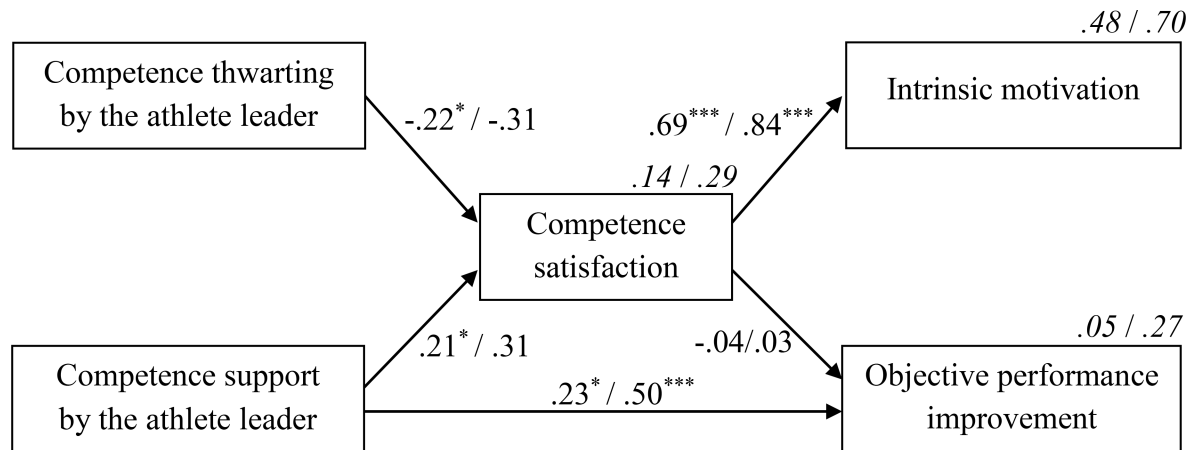 .48 / .70
Competence thwarting
by the athlete leader
Intrinsic motivation
-.22* / -.31
.69*** / .84***
.14 / .29
Competence
satisfaction
.21* / .31
-.04/.03
.05 / .27
Competence support
by the athlete leader
.23* / .50***
Objective performance
improvement